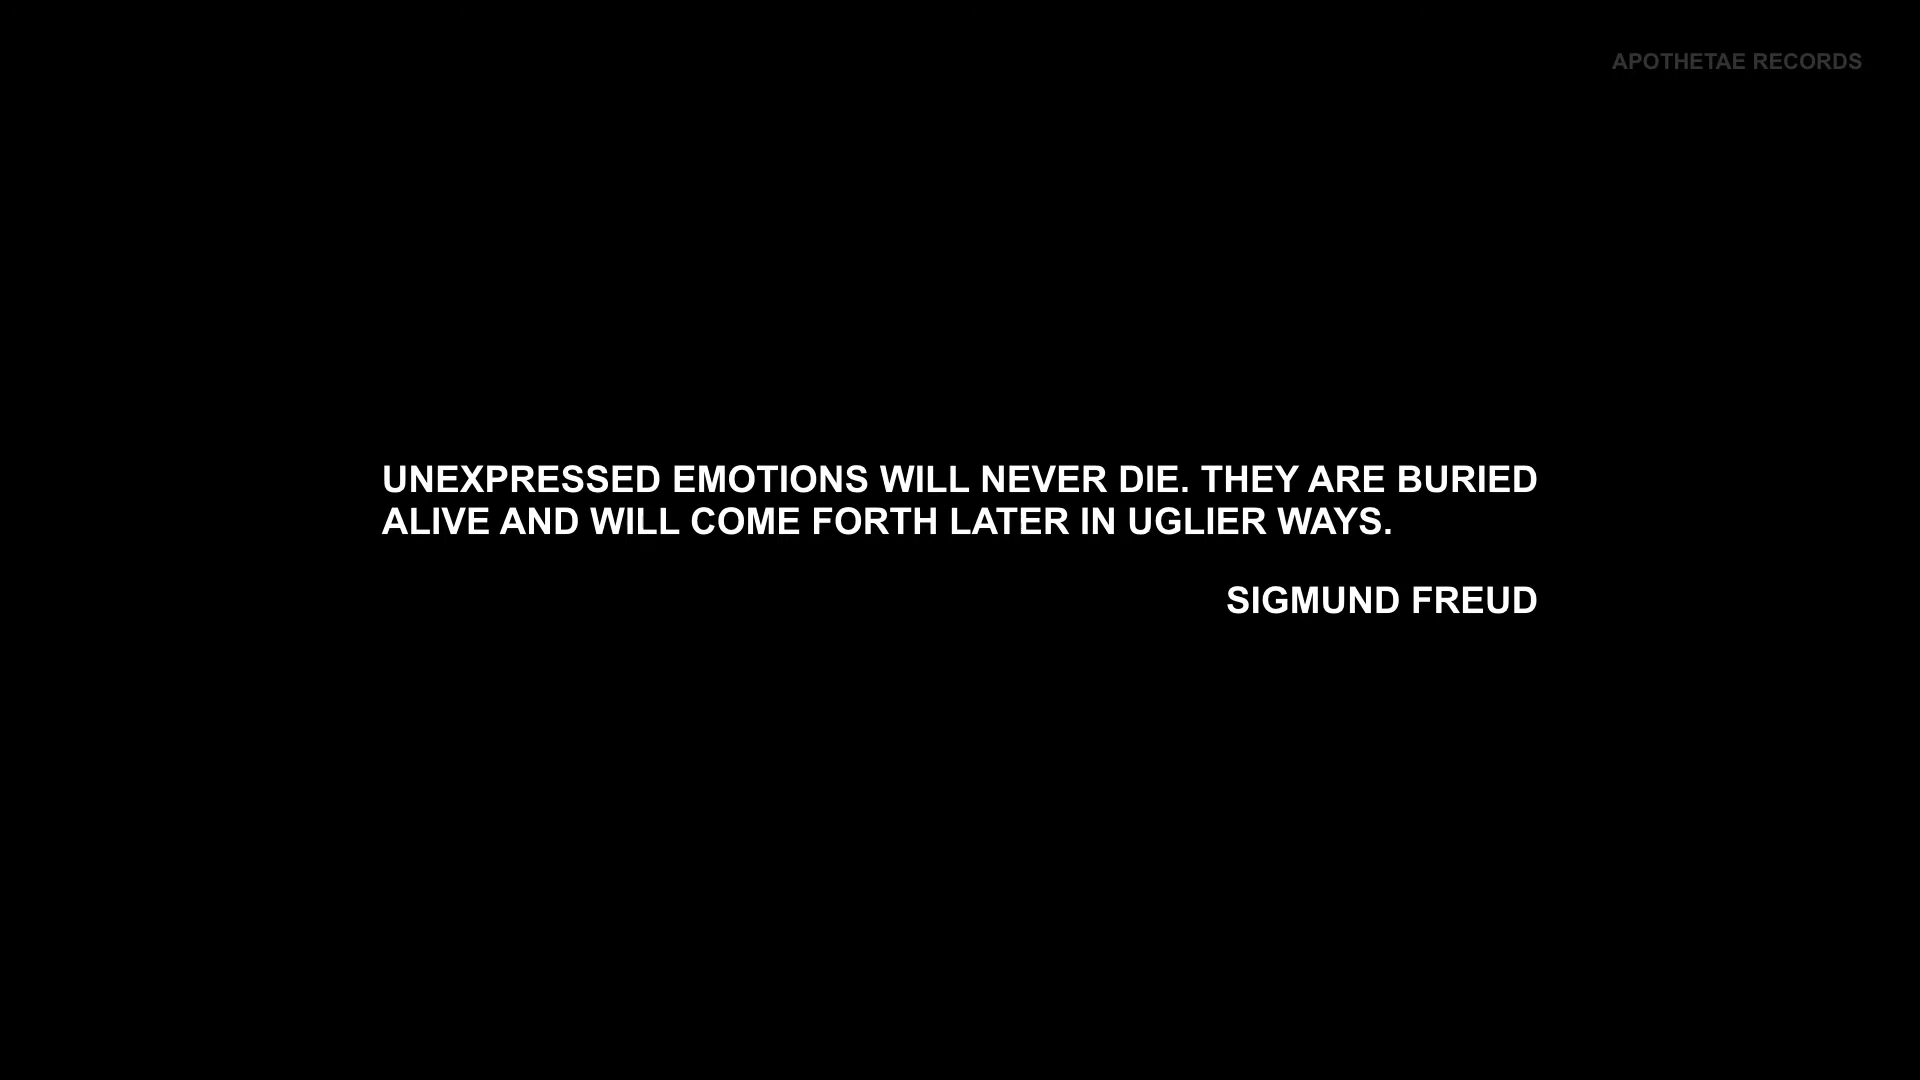 APOTHETAE RECORDS
UNEXPRESSED EMOTIONS WILL NEVER DIE. THEY ARE BURIED
ALIVE AND WILL COME FORTH LATER IN UGLIER WAYS.
SIGMUND FREUD